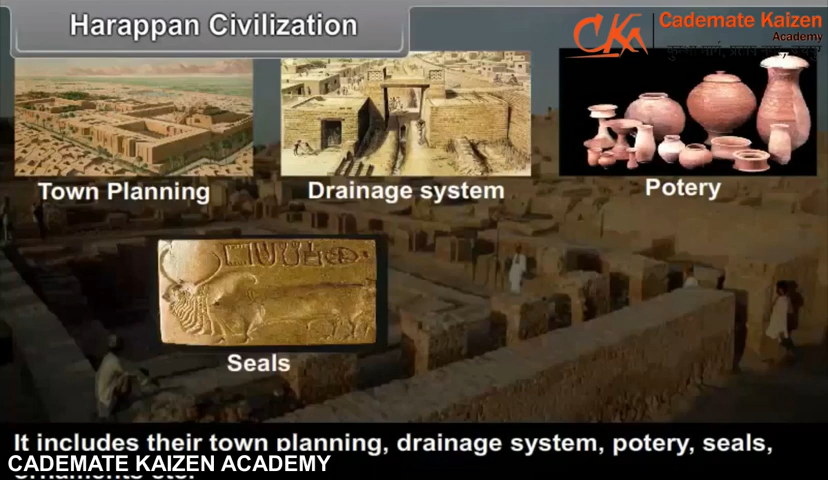 Harappan Civilization
CKA
Cademate Kaizen
Academy
Town Planning
Drainage system
Potery
Seals
It includes their town planning, drainage system, potery, seals,
CADEMATE KAIZEN ACADEMY